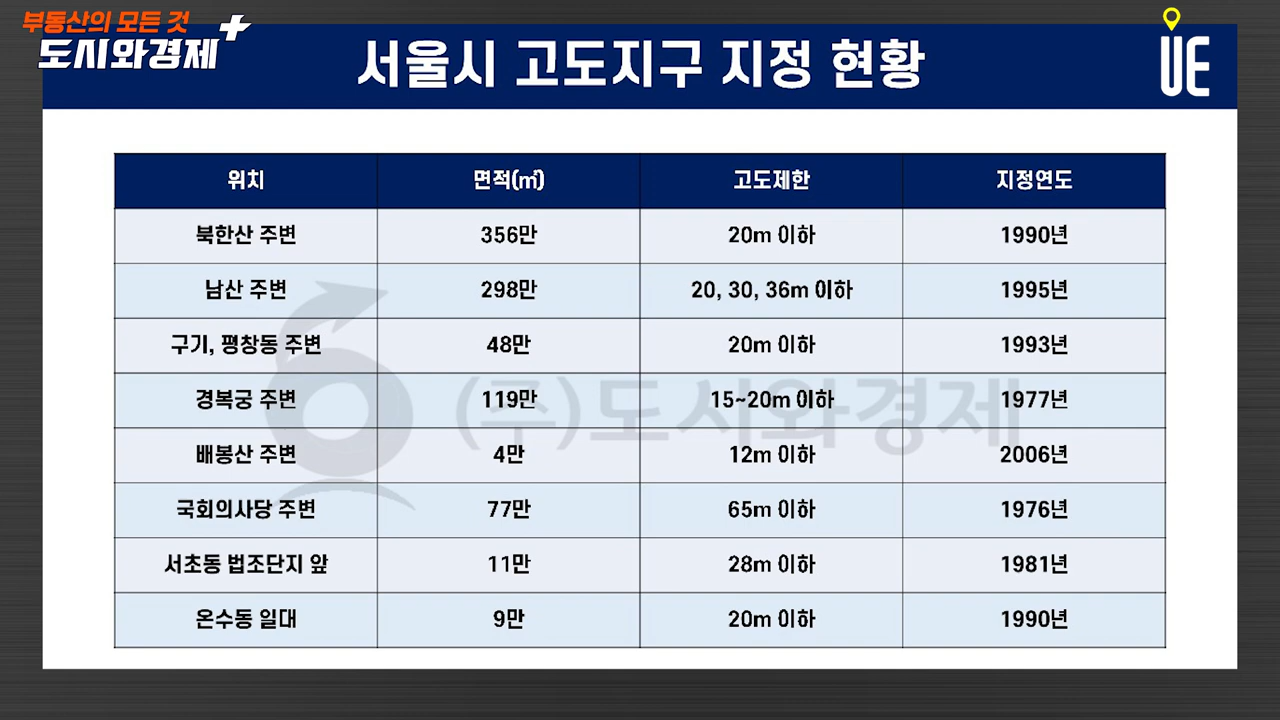 부동산의 모든 것
도시와경제+
서울시 고도지구 지정 현황
UE
위치 면적(㎡) 고도제한 지정연도
북한산 주변 356만 20m 이하 1990년
남산 주변 298만 20, 30, 36m 이하 1995년
구기, 평창동 주변 48만 20m 이하 1993년
경복궁 주변 119만 15~20m 이하 1977년
배봉산 주변 4만 12m 이하 2006년
국회의사당 주변 77만 65m 이하 1976년
서초동 법조단지 앞 11만 28m 이하 1981년
온수동 일대 9만 20m 이하 1990년
(주)도시와경제